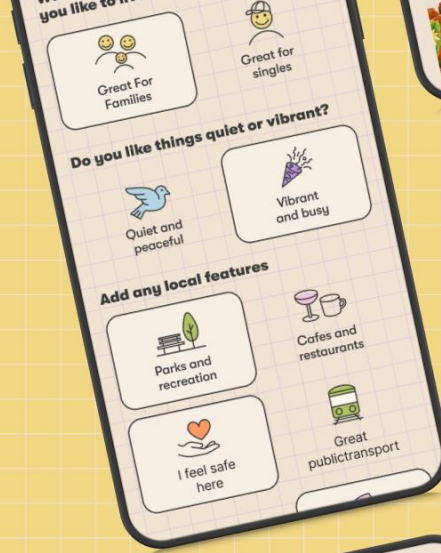 you like to
Great For
Families
Great for
singles
Do you like things quiet or vibrant?
Quiet and
peaceful
Vibrant
and busy
Add any local features
Parks and
recreation
Cafes and
restaurants
I feel safe
here
Great
publictransport